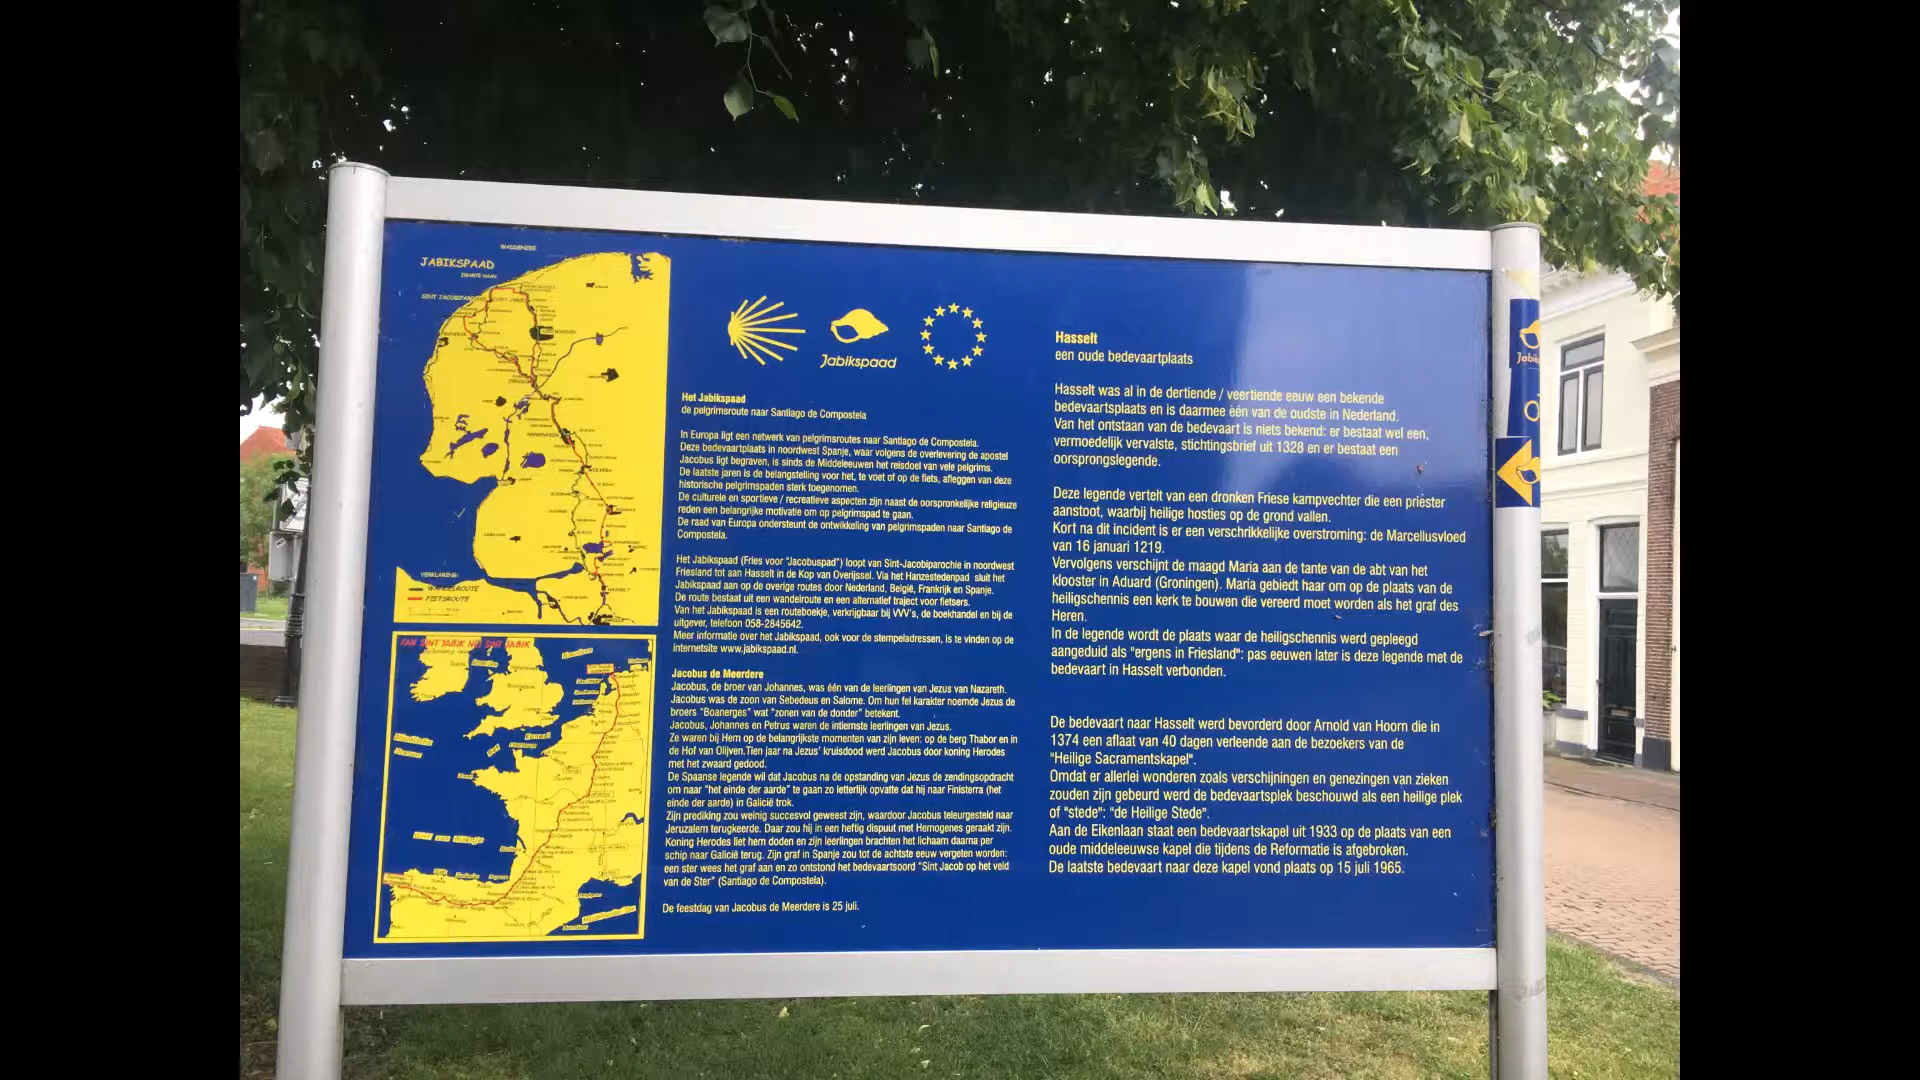 WADDENZEE
JABIKSPAAD
ZWARTE HAAN
SINT JACOBIPAROCHIE
VERKLARING:
WANDELROUTE
FIETSROUTE
HASSELT
FAN SINT JABIK NEI SINT JABIK
Jabikspaad
Het Jabikspaad
de pelgrimsroute naar Santiago de Compostela
In Europa ligt een netwerk van pelgrimsroutes naar Santiago de Compostela.
Deze bedevaartplaats in noordwest Spanje, waar volgens de overlevering de apostel
Jacobus ligt begraven, is sinds de Middeleeuwen het reisdoel van vele pelgrims.
De laatste jaren is de belangstelling voor het, te voet of op de fiets, afleggen van deze
historische pelgrimspaden sterk toegenomen.
De culturele en sportieve / recreatieve aspecten zijn naast de oorspronkelijke religieuze
reden een belangrijke motivatie om op pelgrimspad te gaan.
De raad van Europa ondersteunt de ontwikkeling van pelgrimspaden naar Santiago de
Compostela.
Het Jabikspaad (Fries voor "Jacobuspad") loopt van Sint-Jacobiparochie in noordwest
Friesland tot aan Hasselt in de Kop van Overijssel. Via het Hanzestedenpad sluit het
Jabikspaad aan op de overige routes door Nederland, België, Frankrijk en Spanje.
De route bestaat uit een wandelroute en een alternatief traject voor fietsers.
Van het Jabikspaad is een routeboekje, verkrijgbaar bij VVV's, de boekhandel en bij de
uitgever, telefoon 058-2845642.
Meer informatie over het Jabikspaad, ook voor de stempeladressen, is te vinden op de
internetsite www.jabikspaad.nl.
Jacobus de Meerdere
Jacobus, de broer van Johannes, was één van de leerlingen van Jezus van Nazareth.
Jacobus was de zoon van Sebedeus en Salome. Om hun fel karakter noemde Jezus de
broers "Boanerges" wat "zonen van de donder" betekent.
Jacobus, Johannes en Petrus waren de intiemste leerlingen van Jezus.
Ze waren bij Hem op de belangrijkste momenten van zijn leven: op de berg Thabor en in
de Hof van Olijven.Tien jaar na Jezus' kruisdood werd Jacobus door koning Herodes
met het zwaard gedood.
De Spaanse legende wil dat Jacobus na de opstanding van Jezus de zendingsopdracht
om naar "het einde der aarde" te gaan zo letterlijk opvatte dat hij naar Finisterra (het
einde der aarde) in Galicië trok.
Zijn prediking zou weinig succesvol geweest zijn, waardoor Jacobus teleurgesteld naar
Jeruzalem terugkeerde. Daar zou hij in een heftig dispuut met Hemogenes geraakt zijn.
Koning Herodes liet hem doden en zijn leerlingen brachten het lichaam daarna per
schip naar Galicië terug. Zijn graf in Spanje zou tot de achtste eeuw vergeten worden:
een ster wees het graf aan en zo ontstond het bedevaartsoord "Sint Jacob op het veld
van de Ster" (Santiago de Compostela).
De feestdag van Jacobus de Meerdere is 25 juli.
Hasselt
een oude bedevaartplaats
Hasselt was al in de dertiende / veertiende eeuw een bekende
bedevaartsplaats en is daarmee één van de oudste in Nederland.
Van het ontstaan van de bedevaart is niets bekend: er bestaat wel een,
vermoedelijk vervalste, stichtingsbrief uit 1328 en er bestaat een
oorsprongslegende.
Deze legende vertelt van een dronken Friese kampvechter die een priester
aanstoot, waarbij heilige hosties op de grond vallen.
Kort na dit incident is er een verschrikkelijke overstroming: de Marcellusvloed
van 16 januari 1219.
Vervolgens verschijnt de maagd Maria aan de tante van de abt van het
klooster in Aduard (Groningen). Maria gebiedt haar om op de plaats van de
heiligschennis een kerk te bouwen die vereerd moet worden als het graf des
Heren.
In de legende wordt de plaats waar de heiligschennis werd gepleegd
aangeduid als "ergens in Friesland": pas eeuwen later is deze legende met de
bedevaart in Hasselt verbonden.
De bedevaart naar Hasselt werd bevorderd door Arnold van Hoorn die in
1374 een aflaat van 40 dagen verleende aan de bezoekers van de
"Heilige Sacramentskapel".
Omdat er allerlei wonderen zoals verschijningen en genezingen van zieken
zouden zijn gebeurd werd de bedevaartsplek beschouwd als een heilige plek
of "stede": "de Heilige Stede".
Aan de Eikenlaan staat een bedevaartskapel uit 1933 op de plaats van een
oude middeleeuwse kapel die tijdens de Reformatie is afgebroken.
De laatste bedevaart naar deze kapel vond plaats op 15 juli 1965.